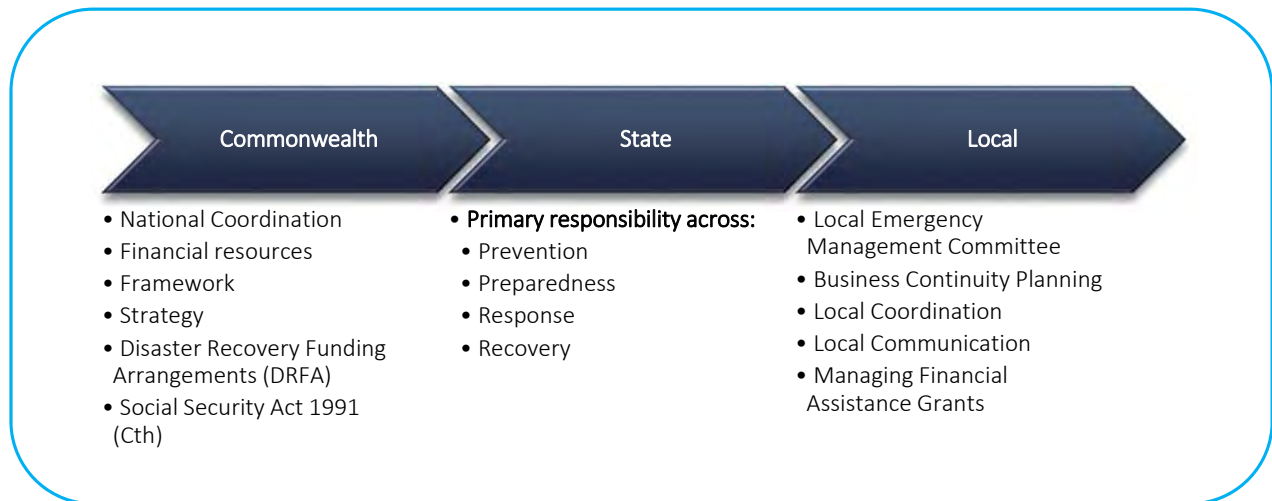 Commonwealth
• National Coordination
• Financial resources
• Framework
• Strategy
• Disaster Recovery Funding
Arrangements (DRFA)
• Social Security Act 1991
(Cth)
State
• Primary responsibility across:
• Prevention
• Preparedness
• Response
• Recovery
Local
• Local Emergency
Management Committee
• Business Continuity Planning
• Local Coordination
• Local Communication
• Managing Financial
Assistance Grants